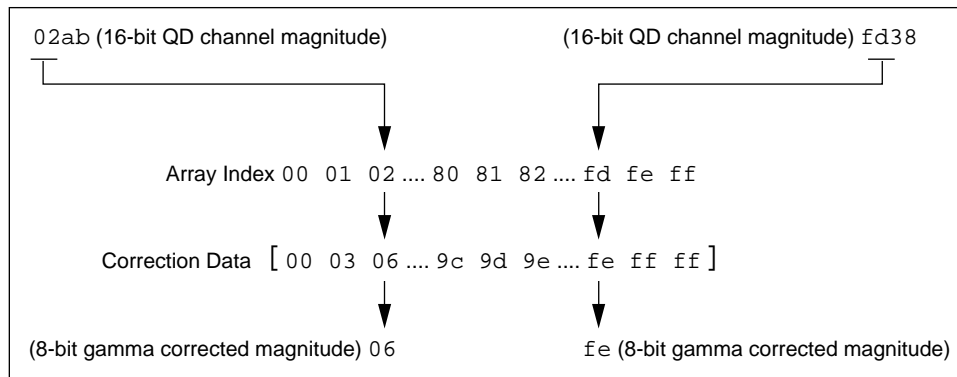 02ab (16-bit QD channel magnitude) (16-bit QD channel magnitude) fd38
Array Index 00 01 02 .... 80 81 82 .... fd fe ff
Correction Data [ 00 03 06 .... 9c 9d 9e .... fe ff ff ]
(8-bit gamma corrected magnitude) 06 fe (8-bit gamma corrected magnitude)